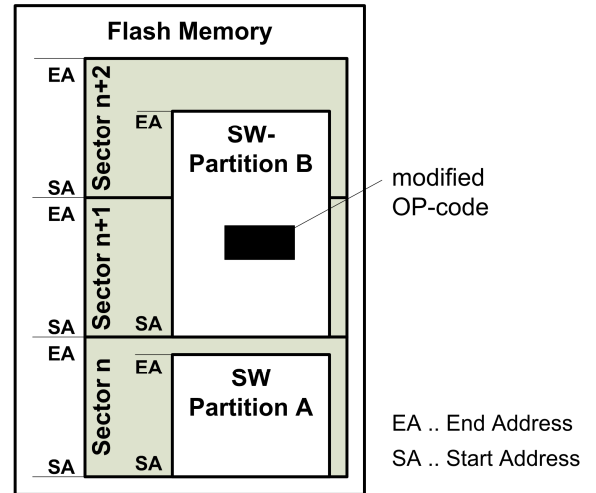 Flash Memory
EA
Sector n+2
EA
SW-
Partition B
SA
EA
modified
OP-code
Sector n+1
SA
SA
EA
EA
Sector n
SW
Partition A
SA
SA
EA .. End Address
SA .. Start Address